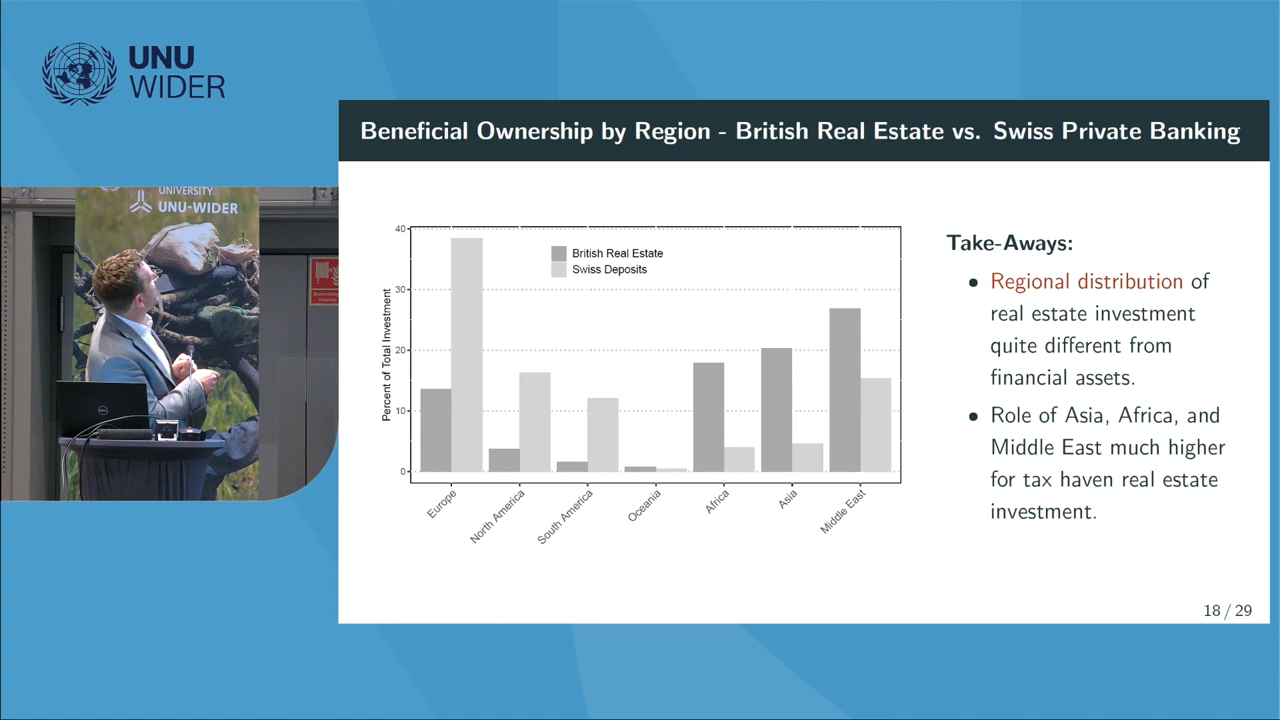 UNU
WIDER
Beneficial Ownership by Region - British Real Estate vs. Swiss Private Banking
UNIVERSITY
UNU-WIDER
Percent of Total Investment
40
30
20
10
0
British Real Estate
Swiss Deposits
Europe
North America
South America
Oceania
Africa
Asia
Middle East
Take-Aways:
• Regional distribution of
real estate investment
quite different from
financial assets.
• Role of Asia, Africa, and
Middle East much higher
for tax haven real estate
investment.
18 / 29